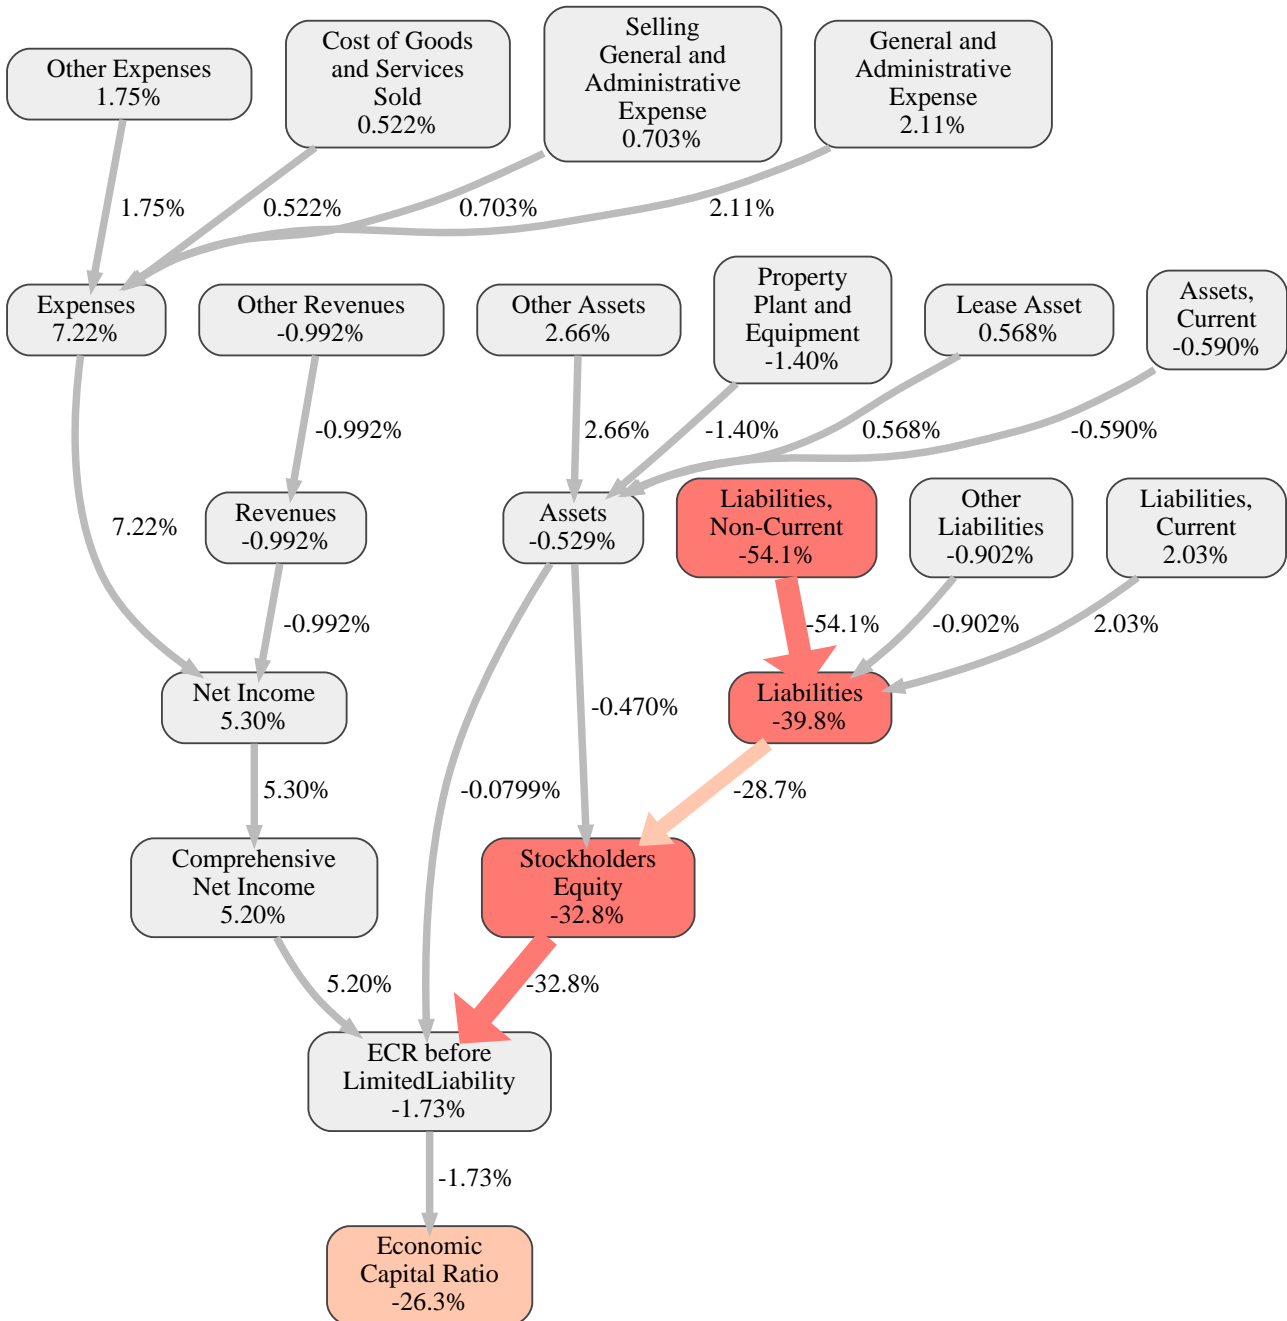 Other Expenses
1.75%
Cost of Goods
and Services
Sold
0.522%
Selling
General and
Administrative
Expense
0.703%
General and
Administrative
Expense
2.11%
1.75%
0.522%
0.703%
2.11%
Expenses
7.22%
Other Revenues
-0.992%
Other Assets
2.66%
Property
Plant and
Equipment
-1.40%
Lease Asset
0.568%
Assets,
Current
-0.590%
-0.992%
2.66%
-1.40%
0.568%
-0.590%
7.22%
Revenues
-0.992%
Assets
-0.529%
Liabilities,
Non-Current
-54.1%
Other
Liabilities
-0.902%
Liabilities,
Current
2.03%
-0.992%
-54.1%
-0.902%
2.03%
Net Income
5.30%
-0.470%
Liabilities
-39.8%
5.30%
-0.0799%
-28.7%
Comprehensive
Net Income
5.20%
Stockholders
Equity
-32.8%
5.20%
-32.8%
ECR before
LimitedLiability
-1.73%
-1.73%
Economic
Capital Ratio
-26.3%